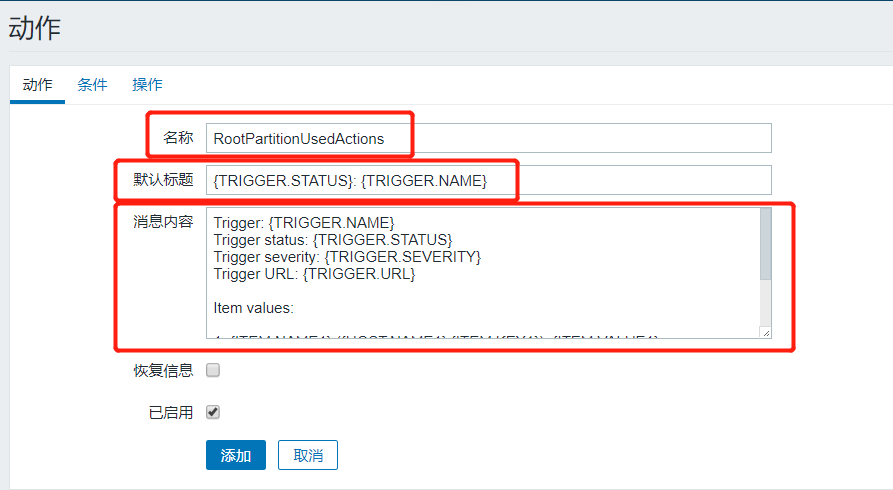 动作
动作 条件 操作
名称 RootPartitionUsedActions
默认标题 {TRIGGER.STATUS}: {TRIGGER.NAME}
消息内容 Trigger: {TRIGGER.NAME}
Trigger status: {TRIGGER.STATUS}
Trigger severity: {TRIGGER.SEVERITY}
Trigger URL: {TRIGGER.URL}
Item values:
恢复信息
已启用
添加 取消